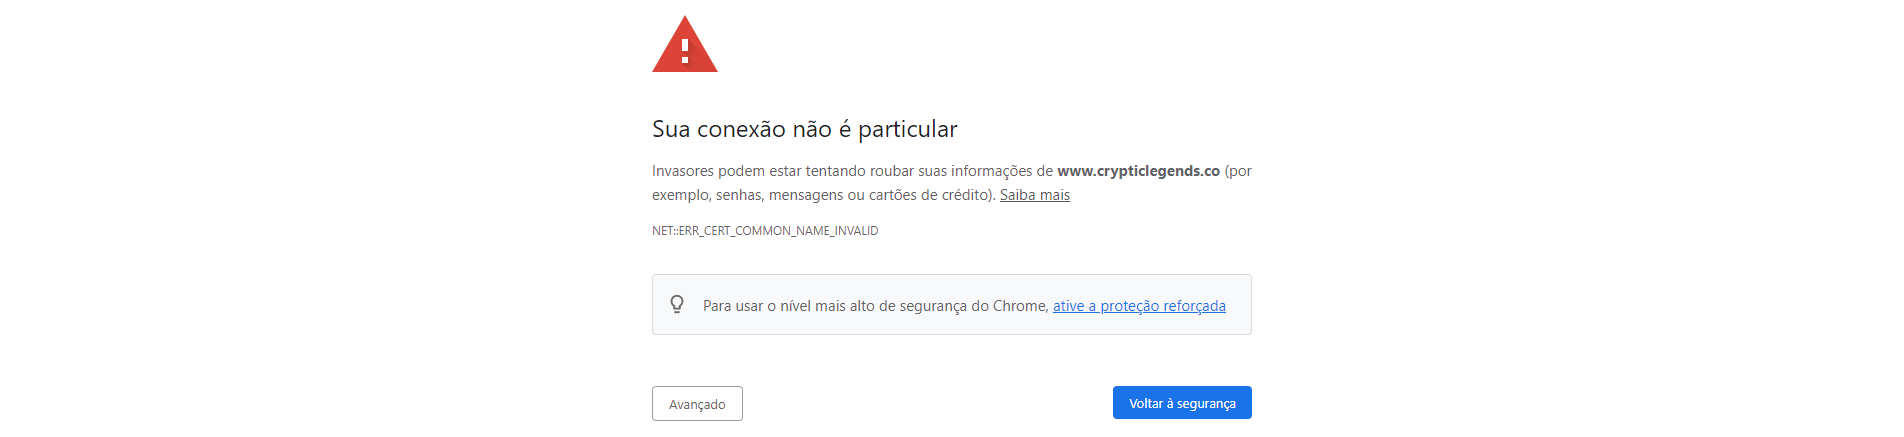 Sua conexão não é particular
Invasores podem estar tentando roubar suas informações de www.crypticlegends.co (por
exemplo, senhas, mensagens ou cartões de crédito). Saiba mais
NET::ERR_CERT_COMMON_NAME_INVALID
Para usar o nível mais alto de segurança do Chrome, ative a proteção reforçada
Avançado
Voltar à segurança